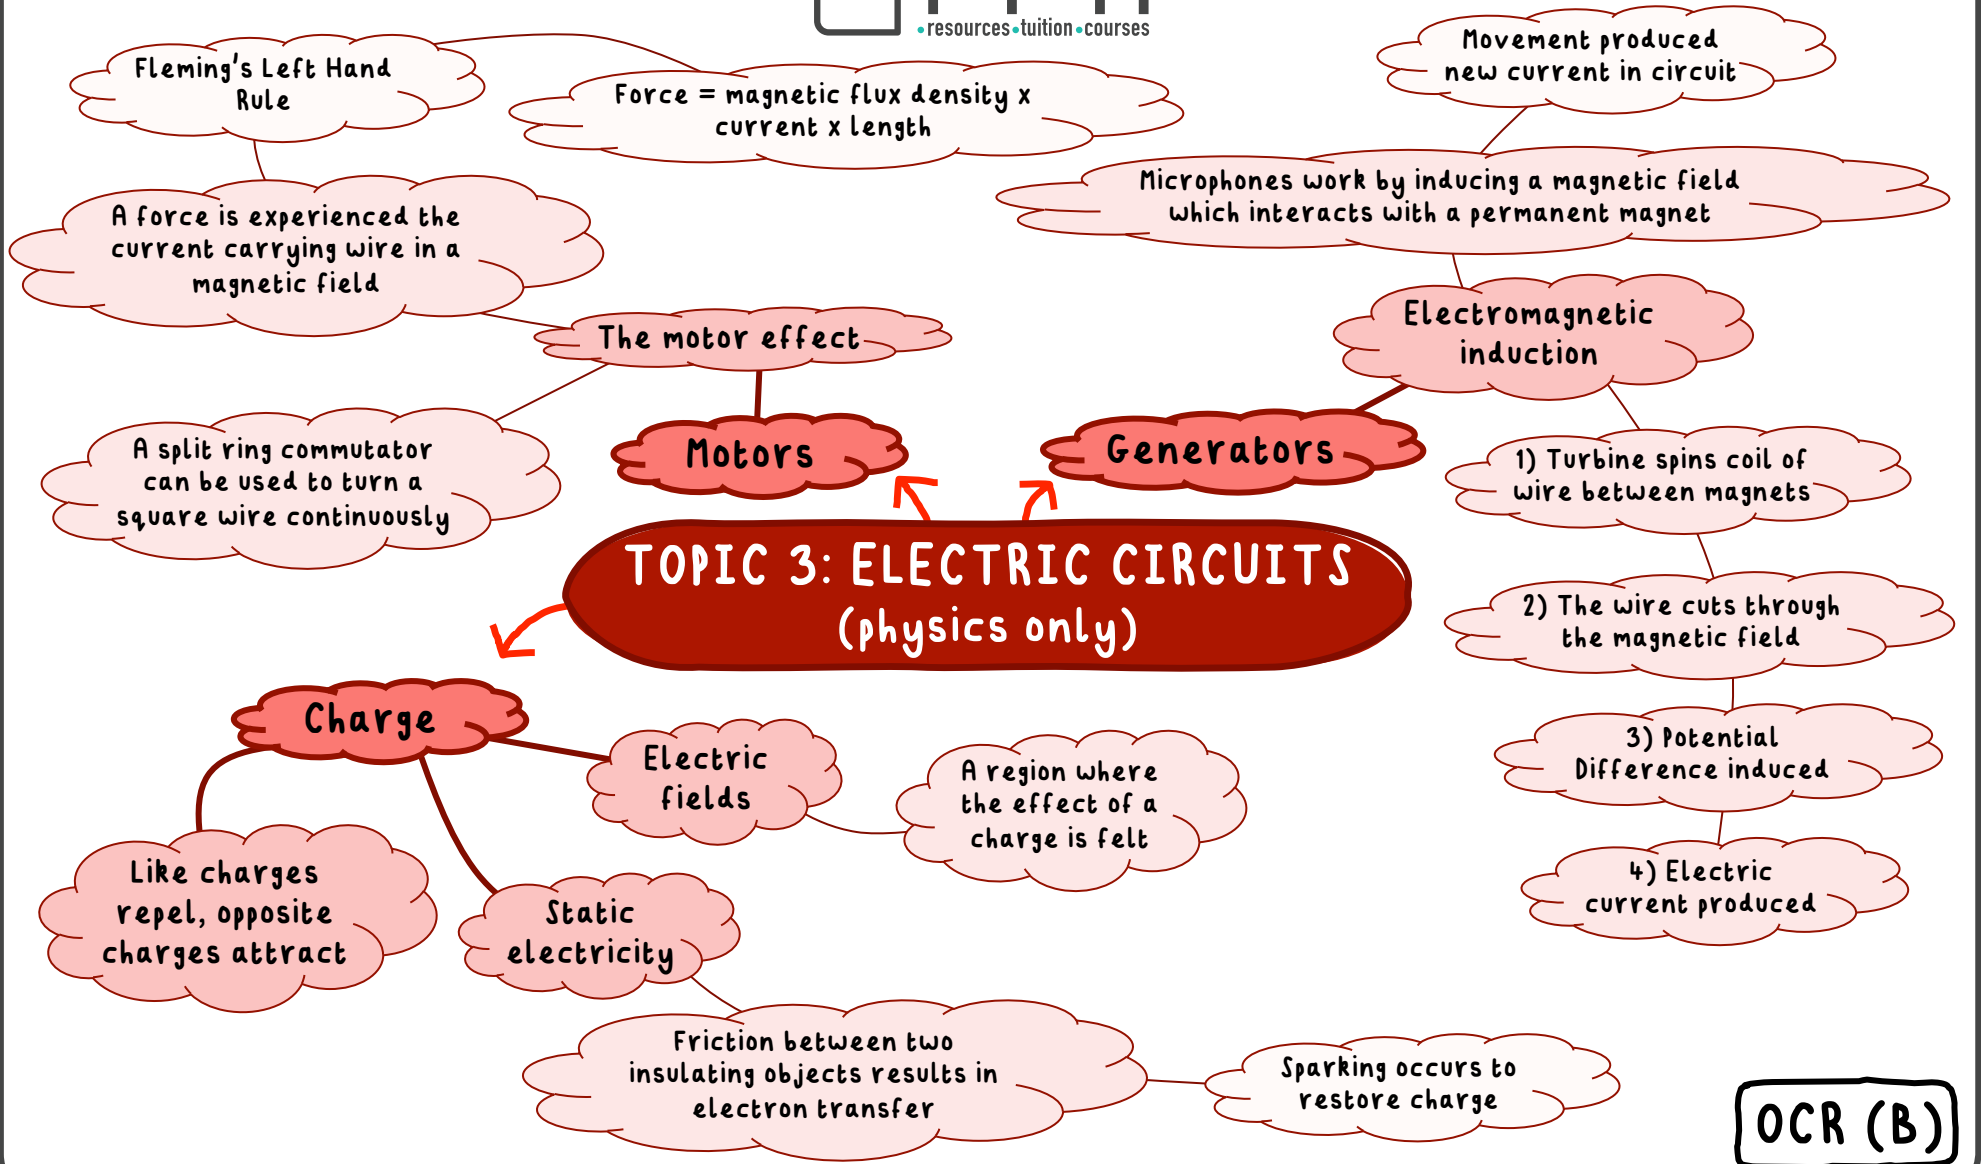 •resources•tuition•courses
Fleming's Left Hand
Rule
Force = magnetic flux density x
current x length
Movement produced
new current in circuit
A force is experienced the
current carrying wire in a
magnetic field
Microphones work by inducing a magnetic field
which interacts with a permanent magnet
The motor effect
Electromagnetic
induction
A split ring commutator
can be used to turn a
square wire continuously
Motors
Generators
1) Turbine spins coil of
wire between magnets
TOPIC 3: ELECTRIC CIRCUITS
(physics only)
2) The wire cuts through
the magnetic field
3) Potential
Difference induced
4) Electric
current produced
Charge
Electric
fields
A region where
the effect of a
charge is felt
Like charges
repel, opposite
charges attract
Static
electricity
Friction between two
insulating objects results in
electron transfer
Sparking occurs to
restore charge
OCR (B)